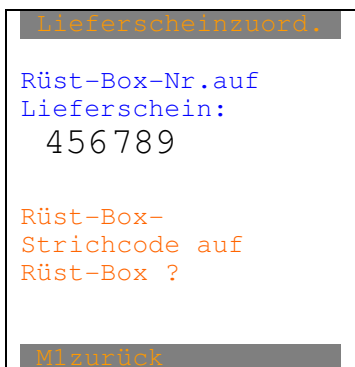 Lieferscheinzuord.
Rüst-Box-Nr.auf
Lieferschein:
456789
Rüst-Box-
Strichcode auf
Rüst-Box ?
M1zurück